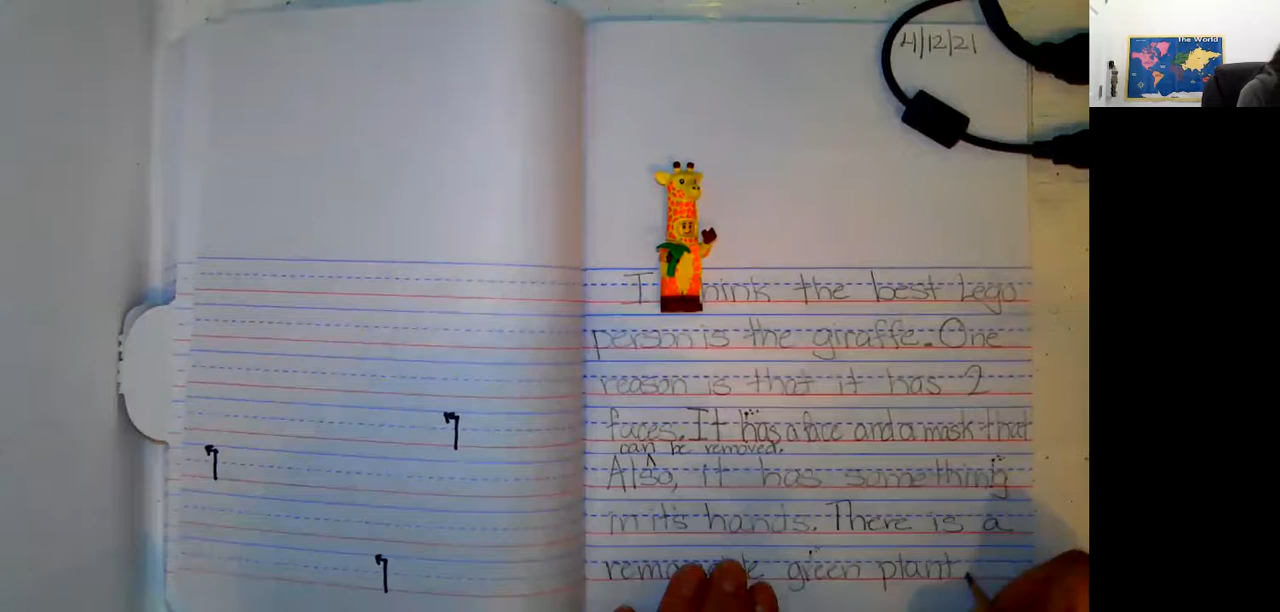 4/12/21
The World
I think the best Lego
person is the giraffe. One
reason is that it has 2
faces. It has a face and a mask that
can be removed.
Also, it has something
in it's hands. There is a
green plant.